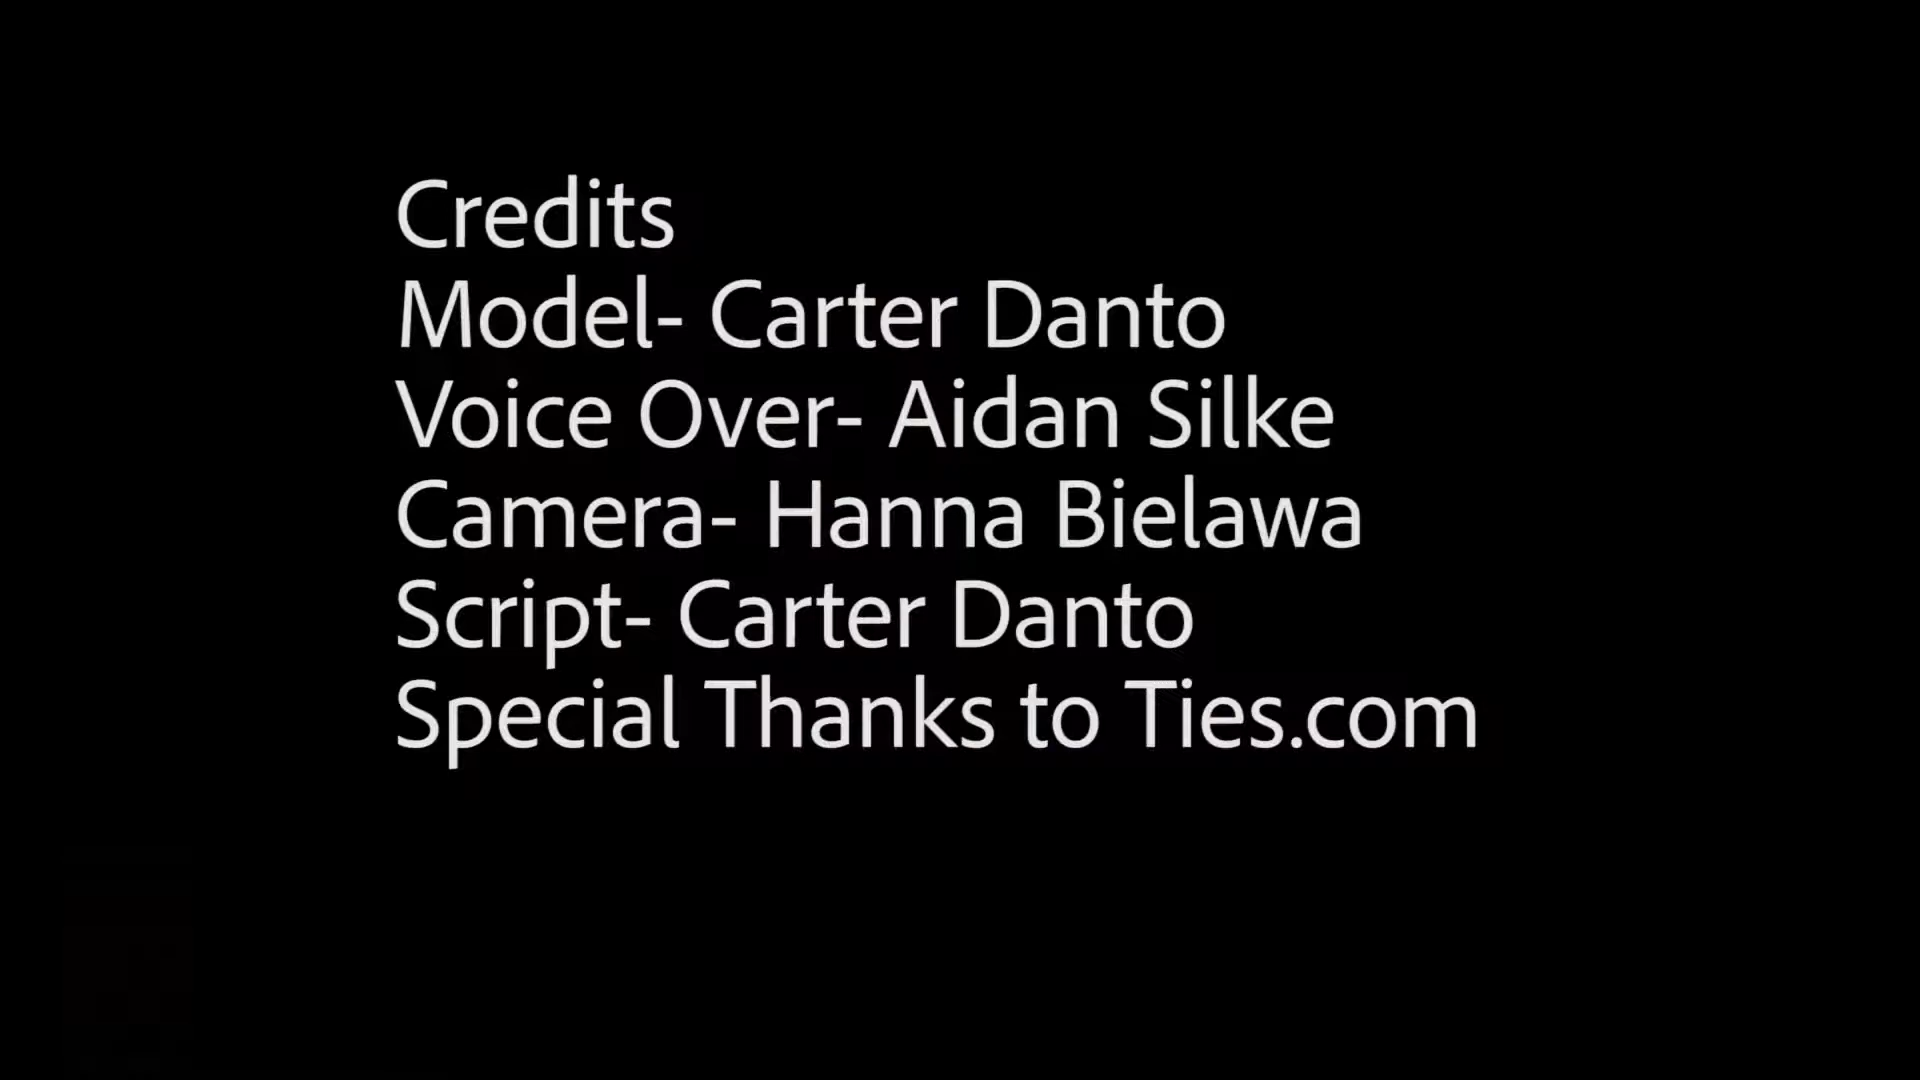 Credits
Model- Carter Danto
Voice Over- Aidan Silke
Camera- Hanna Bielawa
Script- Carter Danto
Special Thanks to Ties.com